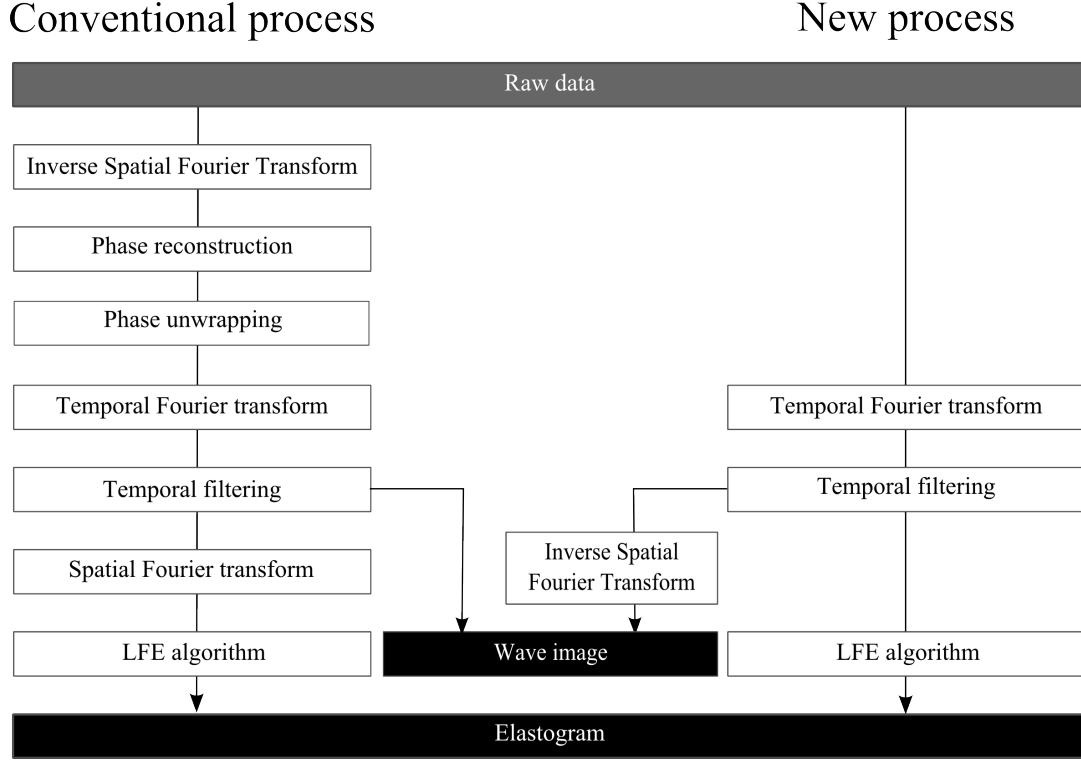 Conventional process
New process
Raw data
Inverse Spatial Fourier Transform
Phase reconstruction
Phase unwrapping
Temporal Fourier transform
Temporal Fourier transform
Temporal filtering
Temporal filtering
Inverse Spatial
Fourier Transform
Spatial Fourier transform
LFE algorithm
Wave image
LFE algorithm
Elastogram